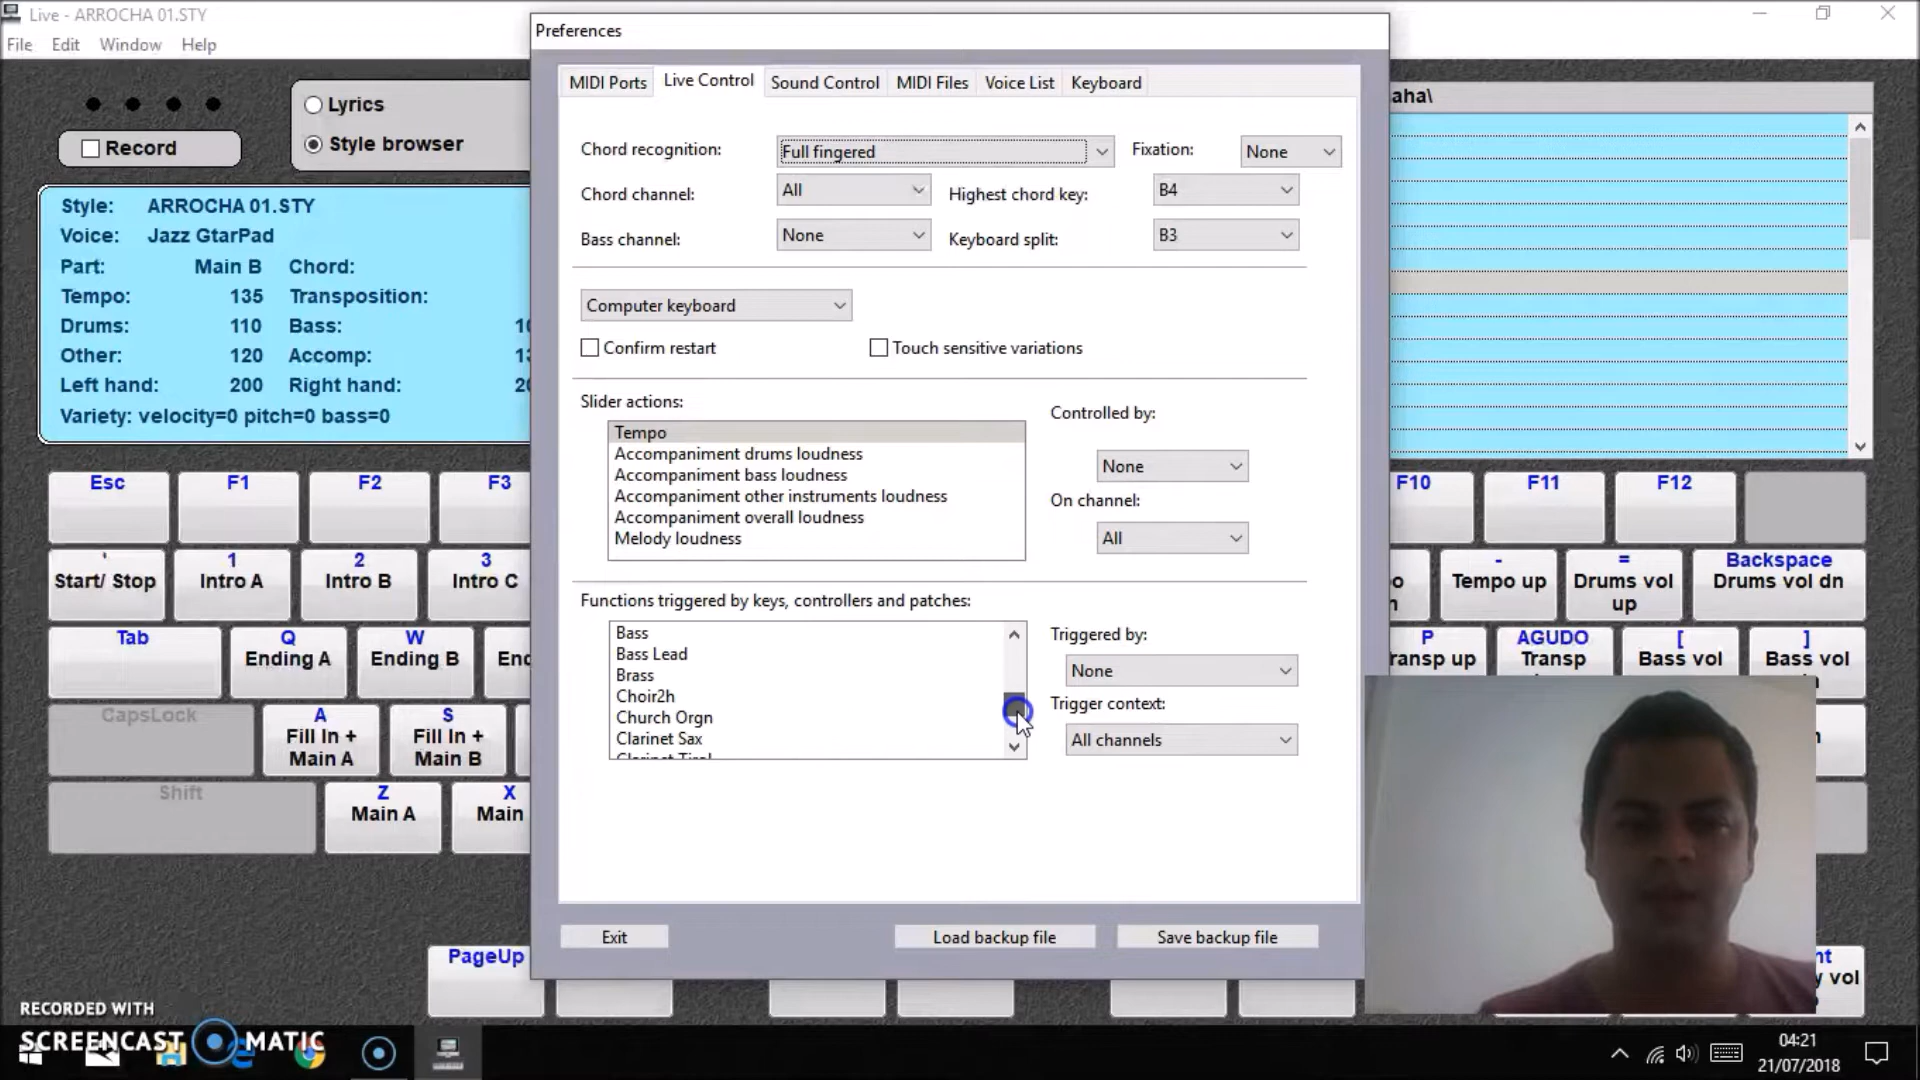 Live - ARROCHA 01.STY
File Edit Window Help
Preferences
MIDI Ports Live Control Sound Control MIDI Files Voice List Keyboard
Record
Lyrics
Style browser
aha\
Style: ARROCHA 01.STY
Voice: Jazz GtarPad
Part: Main B Chord:
Tempo: 135 Transposition:
Drums: 110 Bass:
Other: 120 Accomp:
Left hand: 200 Right hand:
Variety: velocity=0 pitch=0 bass=0
Chord recognition: Full fingered Fixation: None
Chord channel: All Highest chord key: B4
Bass channel: None Keyboard split: B3
Computer keyboard
Confirm restart Touch sensitive variations
Slider actions:
Tempo
Accompaniment drums loudness
Accompaniment bass loudness
Accompaniment other instruments loudness
Accompaniment overall loudness
Melody loudness
Controlled by:
None
On channel:
All
Functions triggered by keys, controllers and patches:
Bass
Bass Lead
Brass
Choir2h
Church Orgn
Clarinet Sax
Triggered by:
None
Trigger context:
All channels
Exit Load backup file Save backup file
Esc F1 F2 F3 F10 F11 F12
' Start/ Stop
1 Intro A
2 Intro B
3 Intro C
- Tempo up
= Drums vol up
Backspace Drums vol dn
Tab
Q Ending A
W Ending B
P ransp up
AGUDO Transp
[ Bass vol
] Bass vol
CapsLock
A Fill In + Main A
S Fill In + Main B
Shift
Z Main A
X Main
PageUp
y vol
RECORDED WITH
SCREENCAST MATIC
04:21
21/07/2018